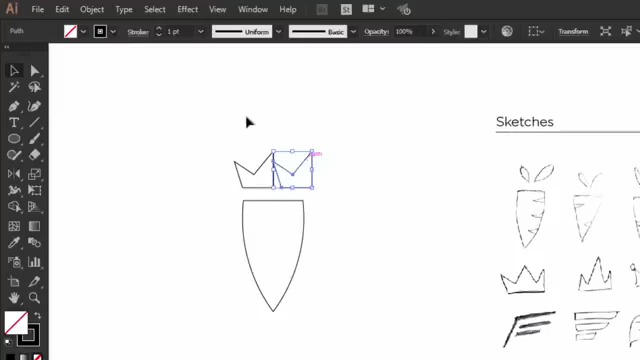 Ai File Edit Object Type Select Effect View Window Help Br St
Path Stroke: 1 pt Uniform Basic Opacity: 100% Style: Transform
Sketches
path